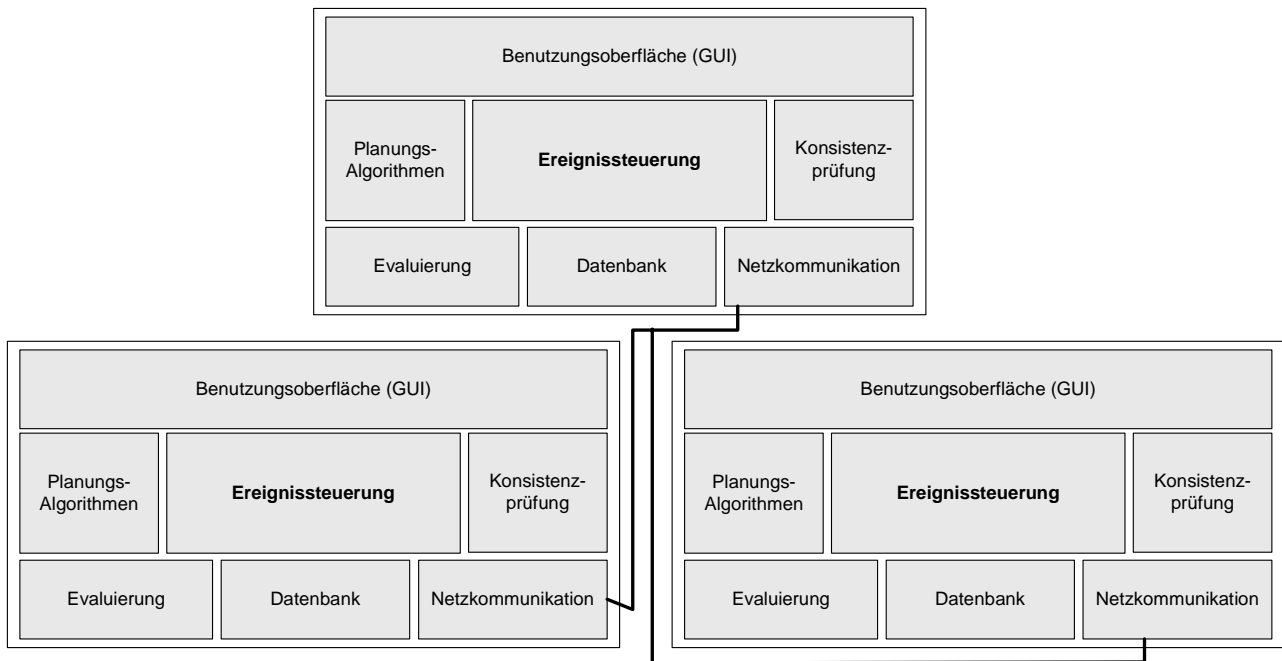 Benutzungsoberfläche (GUI)
Planungs-
Algorithmen
Ereignissteuerung
Konsistenz-
prüfung
Evaluierung
Datenbank
Netzkommunikation
Benutzungsoberfläche (GUI)
Planungs-
Algorithmen
Ereignissteuerung
Konsistenz-
prüfung
Evaluierung
Datenbank
Netzkommunikation
Benutzungsoberfläche (GUI)
Planungs-
Algorithmen
Ereignissteuerung
Konsistenz-
prüfung
Evaluierung
Datenbank
Netzkommunikation